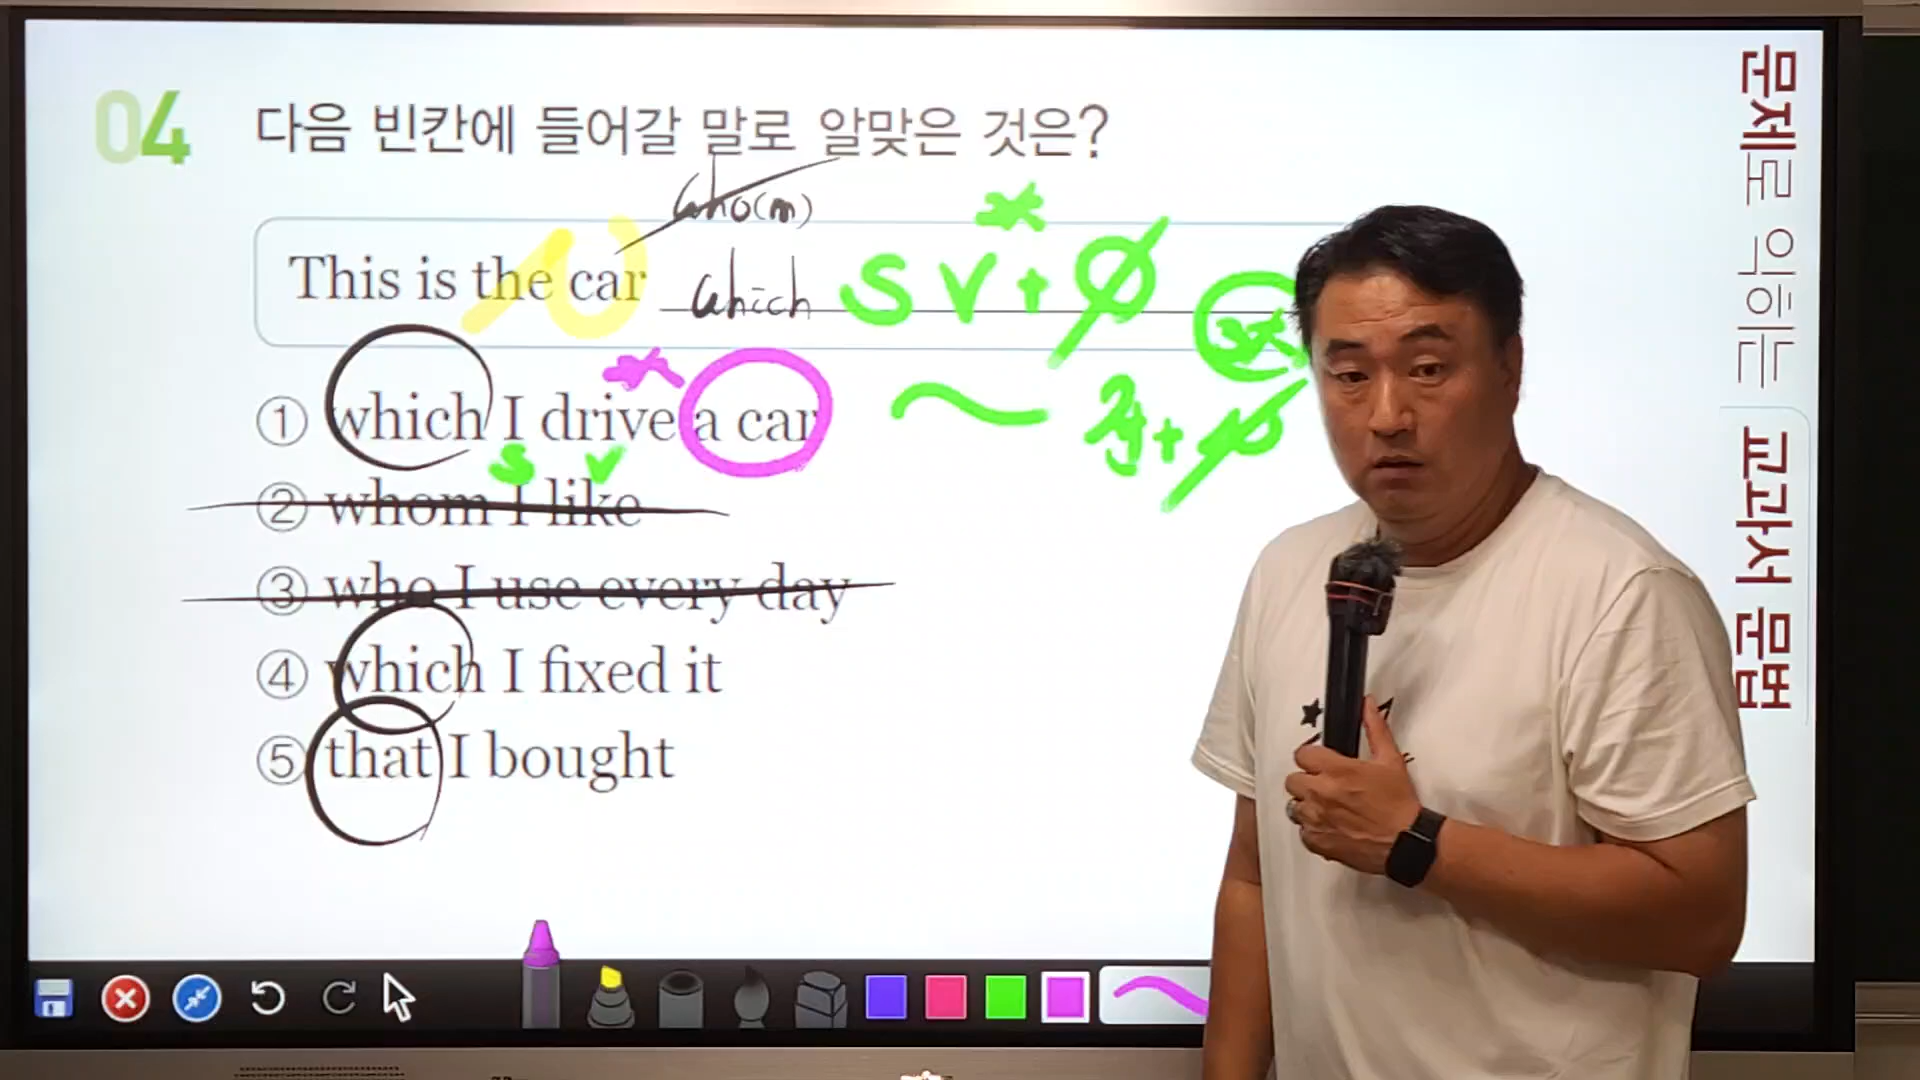 04 다음 빈칸에 들어갈 말로 알맞은 것은?
who(m)
This is the car which S V + ∅
① which I drive a car
S V
② whom I like
③ who I use every day
④ which I fixed it
⑤ that I bought
문제로 익히는 교과서 문법